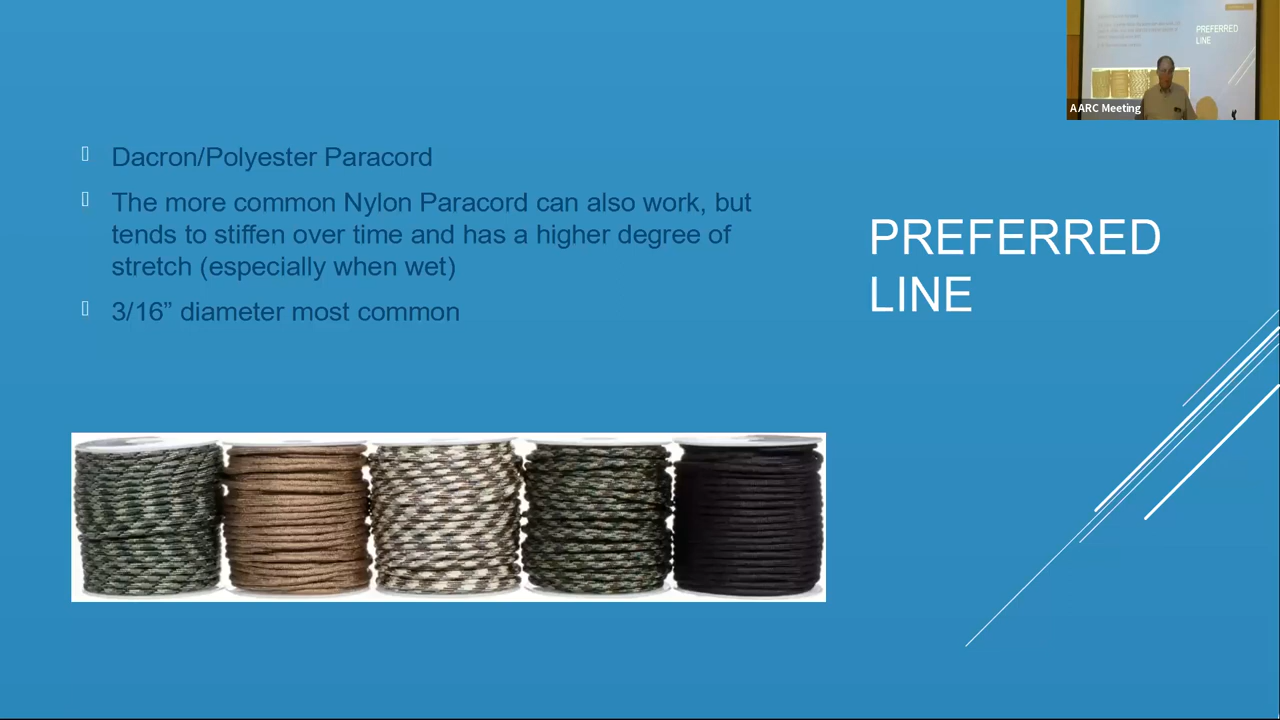 Dacron/Polyester Paracord
The more common Nylon Paracord can also work, but
tends to stiffen over time and has a higher degree of
stretch (especially when wet)
3/16” diameter most common
PREFERRED
LINE
PREFERRED
LINE
AARC Meeting